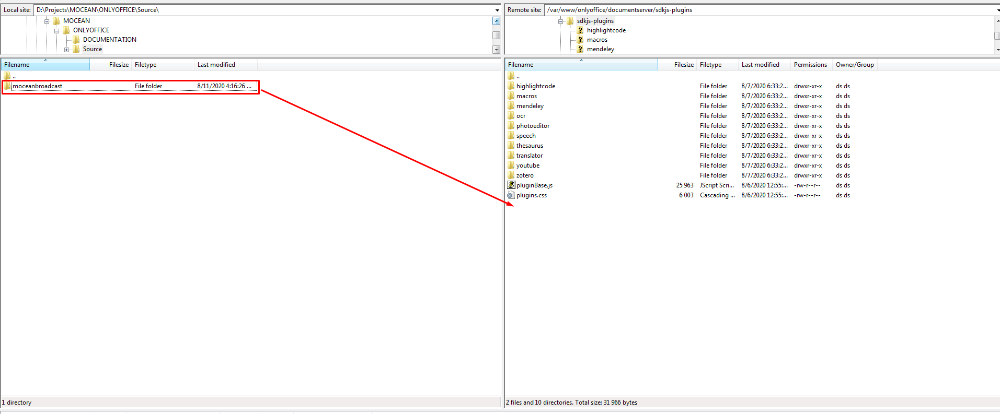 Local site: D:\Projects\MOCEAN\ONLYOFFICE\Source\
MOCEAN
ONLYOFFICE
DOCUMENTATION
Source
Filename Filesize Filetype Last modified
..
moceanbroadcast File folder 8/11/2020 4:16:26 ...
1 directory
Remote site: /var/www/onlyoffice/documentserver/sdkjs-plugins
sdkjs-plugins
? highlightcode
? macros
? mendeley
Filename Filesize Filetype Last modified Permissions Owner/Group
..
highlightcode File folder 8/7/2020 6:33:2... drwxr-xr-x ds ds
macros File folder 8/7/2020 6:33:2... drwxr-xr-x ds ds
mendeley File folder 8/7/2020 6:33:2... drwxr-xr-x ds ds
ocr File folder 8/7/2020 6:33:2... drwxr-xr-x ds ds
photoeditor File folder 8/7/2020 6:33:2... drwxr-xr-x ds ds
speech File folder 8/7/2020 6:33:2... drwxr-xr-x ds ds
thesaurus File folder 8/7/2020 6:33:2... drwxr-xr-x ds ds
translator File folder 8/7/2020 6:33:2... drwxr-xr-x ds ds
youtube File folder 8/7/2020 6:33:2... drwxr-xr-x ds ds
zotero File folder 8/7/2020 6:33:2... drwxr-xr-x ds ds
pluginBase.js 25 963 JScript Scri... 8/6/2020 12:55:... -rw-r--r-- ds ds
plugins.css 6 003 Cascading ... 8/6/2020 12:55:... -rw-r--r-- ds ds
2 files and 10 directories. Total size: 31 966 bytes